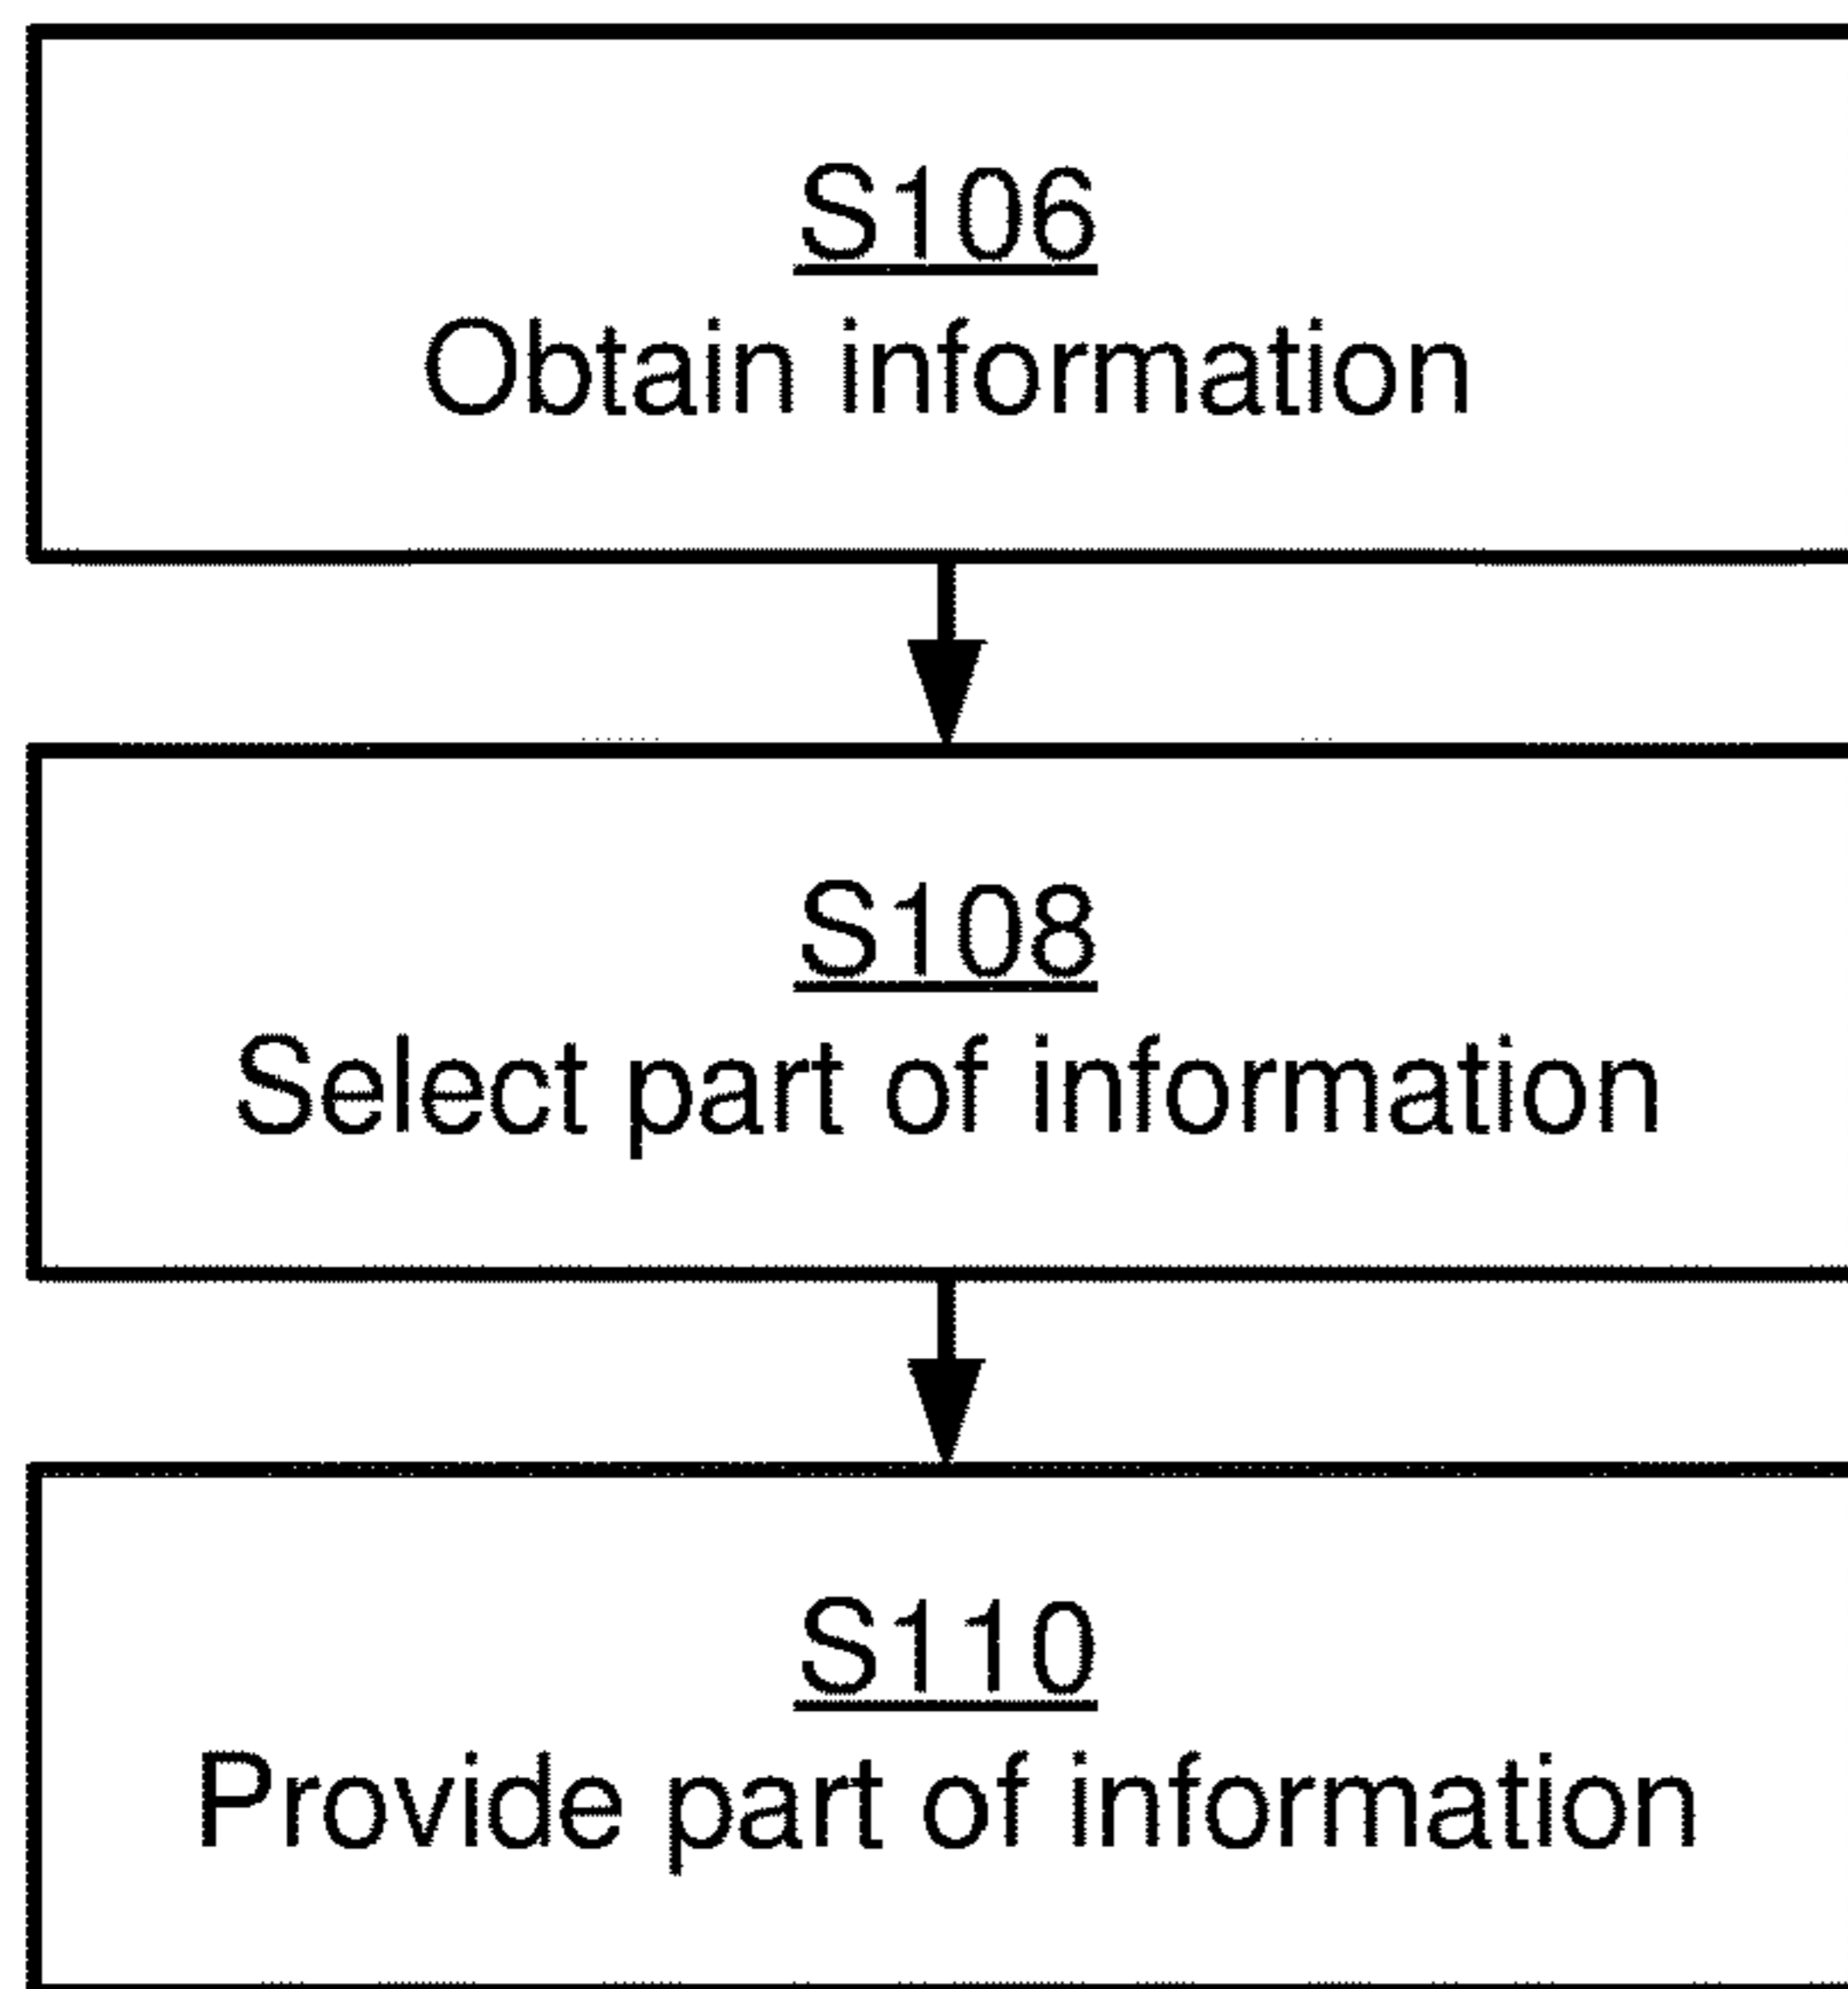 S106
Obtain information
S108
Select part of information
S110
Provide part of information